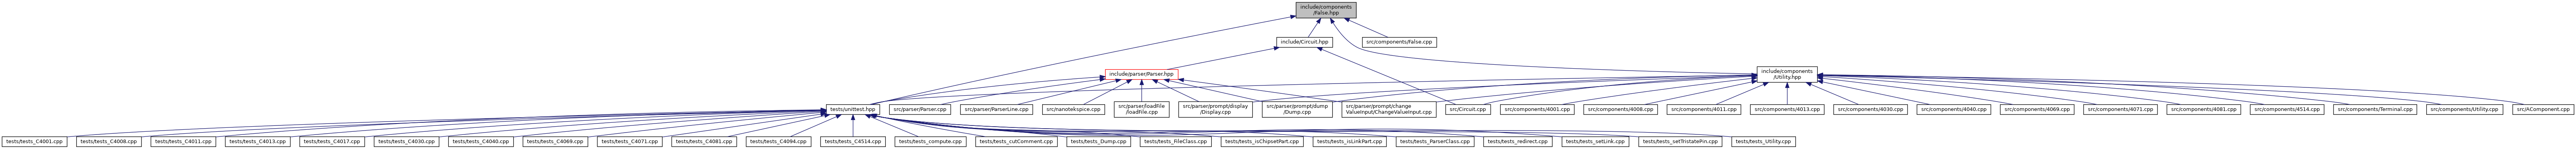 include/components
/False.hpp
include/Circuit.hpp
src/components/False.cpp
include/parser/Parser.hpp
include/components
/Utility.hpp
tests/unittest.hpp
src/parser/Parser.cpp
src/parser/ParserLine.cpp
src/nanotekspice.cpp
src/parser/loadFile
/loadFile.cpp
src/parser/prompt/display
/Display.cpp
src/parser/prompt/dump
/Dump.cpp
src/parser/prompt/change
ValueInput/ChangeValueInput.cpp
src/Circuit.cpp
src/components/4001.cpp
src/components/4008.cpp
src/components/4011.cpp
src/components/4013.cpp
src/components/4030.cpp
src/components/4040.cpp
src/components/4069.cpp
src/components/4071.cpp
src/components/4081.cpp
src/components/4514.cpp
src/components/Terminal.cpp
src/components/Utility.cpp
src/AComponent.cpp
tests/tests_C4001.cpp
tests/tests_C4008.cpp
tests/tests_C4011.cpp
tests/tests_C4013.cpp
tests/tests_C4017.cpp
tests/tests_C4030.cpp
tests/tests_C4040.cpp
tests/tests_C4069.cpp
tests/tests_C4071.cpp
tests/tests_C4081.cpp
tests/tests_C4094.cpp
tests/tests_C4514.cpp
tests/tests_compute.cpp
tests/tests_cutComment.cpp
tests/tests_Dump.cpp
tests/tests_FileClass.cpp
tests/tests_isChipsetPart.cpp
tests/tests_isLinkPart.cpp
tests/tests_ParserClass.cpp
tests/tests_redirect.cpp
tests/tests_setLink.cpp
tests/tests_setTristatePin.cpp
tests/tests_Utility.cpp